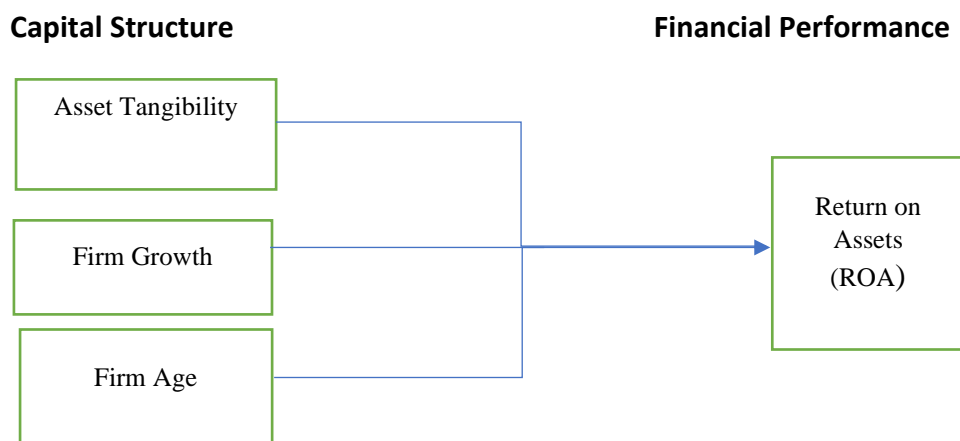 Capital Structure
Financial Performance
Asset Tangibility
Firm Growth
Firm Age
Return on
Assets
(ROA)